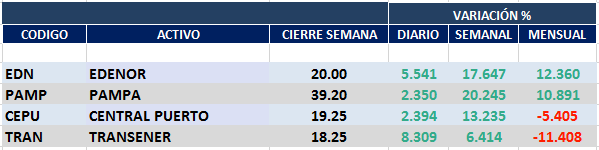 VARIACIÓN %
CODIGO ACTIVO CIERRE SEMANA DIARIO SEMANAL MENSUAL
EDN EDENOR 20.00 5.541 17.647 12.360
PAMP PAMPA 39.20 2.350 20.245 10.891
CEPU CENTRAL PUERTO 19.25 2.394 13.235 -5.405
TRAN TRANSENER 18.25 8.309 6.414 -11.408